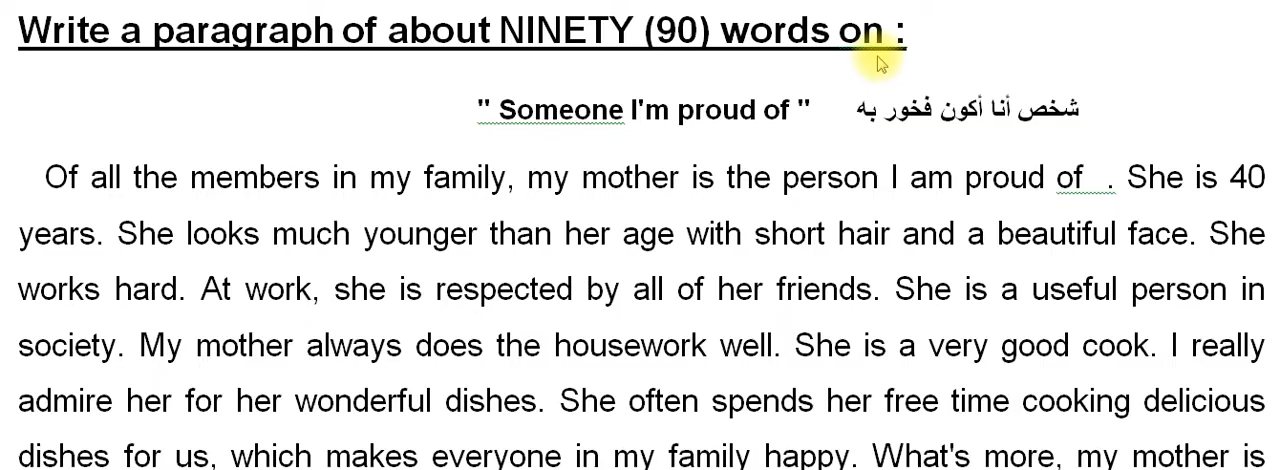 Write a paragraph of about NINETY (90) words on :
" Someone I'm proud of " شخص أنا أكون فخور به
Of all the members in my family, my mother is the person I am proud of . She is 40
years. She looks much younger than her age with short hair and a beautiful face. She
works hard. At work, she is respected by all of her friends. She is a useful person in
society. My mother always does the housework well. She is a very good cook. I really
admire her for her wonderful dishes. She often spends her free time cooking delicious
dishes for us, which makes everyone in my family happy. What's more, my mother is